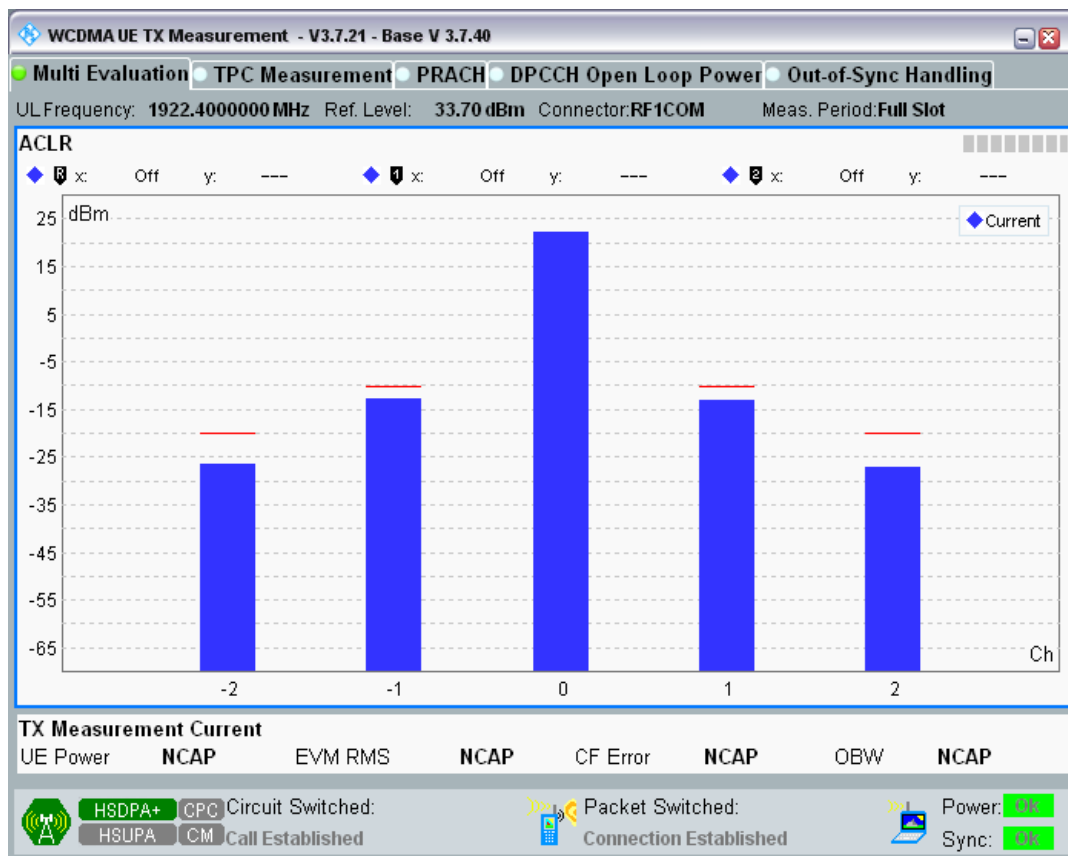 WCDMA UE TX Measurement - V3.7.21 - Base V 3.7.40
Multi Evaluation TPC Measurement PRACH DPCCH Open Loop Power Out-of-Sync Handling
UL Frequency: 1922.4000000 MHz Ref. Level: 33.70 dBm Connector:RF1COM Meas. Period:Full Slot
ACLR
R x: Off y: --- 1 x: Off y: --- 2 x: Off y: ---
dBm
Current
25
15
5
-5
-15
-25
-35
-45
-55
-65
Ch
-2 -1 0 1 2
TX Measurement Current
UE Power NCAP EVM RMS NCAP CF Error NCAP OBW NCAP
HSDPA+ CPC Circuit Switched: Packet Switched: Power: OK
HSUPA CM Call Established Connection Established Sync: OK